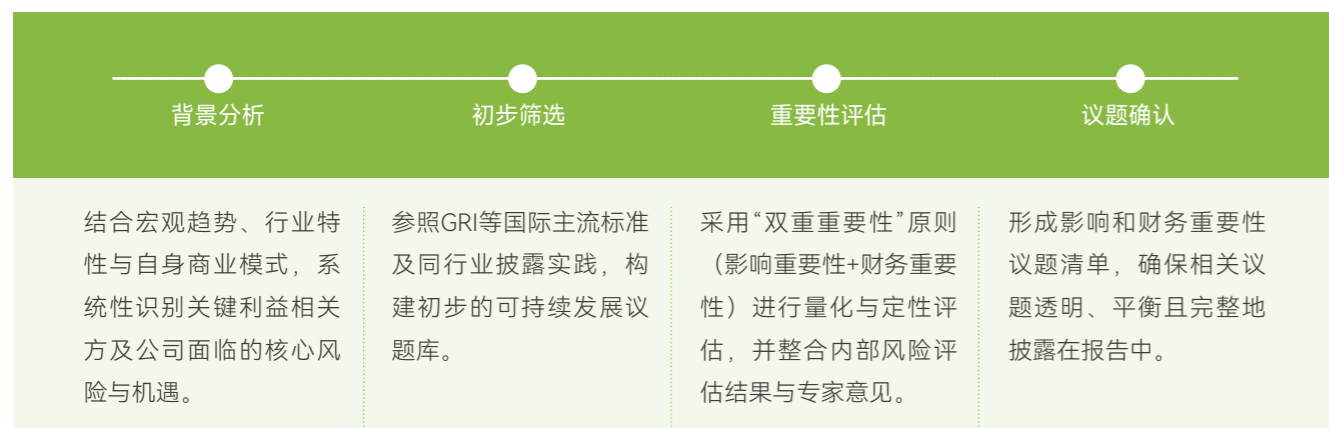 背景分析
初步筛选
重要性评估
议题确认
结合宏观趋势、行业特
性与自身商业模式，系
统性识别关键利益相关
方及公司面临的核心风
险与机遇。
参照GRI等国际主流标准
及同行业披露实践，构
建初步的可持续发展议
题库。
采用“双重重要性”原则
（影响重要性+财务重要
性）进行量化与定性评
估，并整合内部风险评
估结果与专家意见。
形成影响和财务重要性
议题清单，确保相关议
题透明、平衡且完整地
披露在报告中。